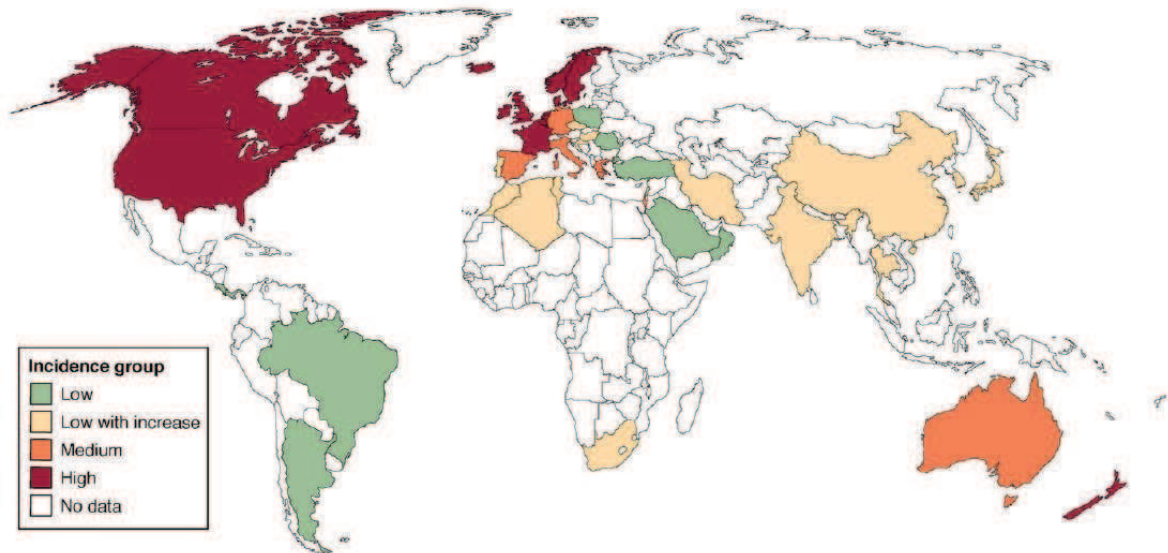 Incidence group
Low
Low with increase
Medium
High
No data